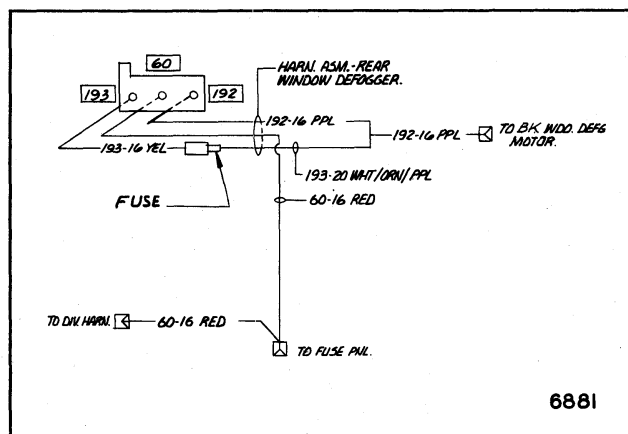 60
193
192
HARN. ASM.-REAR
WINDOW DEFOGGER.
192-16 PPL
192-16 PPL
TO BK WDO. DEFG
MOTOR.
193-16 YEL
193-20 WHT/ORN/PPL
FUSE
60-16 RED
TO DIV. HARN.
60-16 RED
TO FUSE PNL.
6881